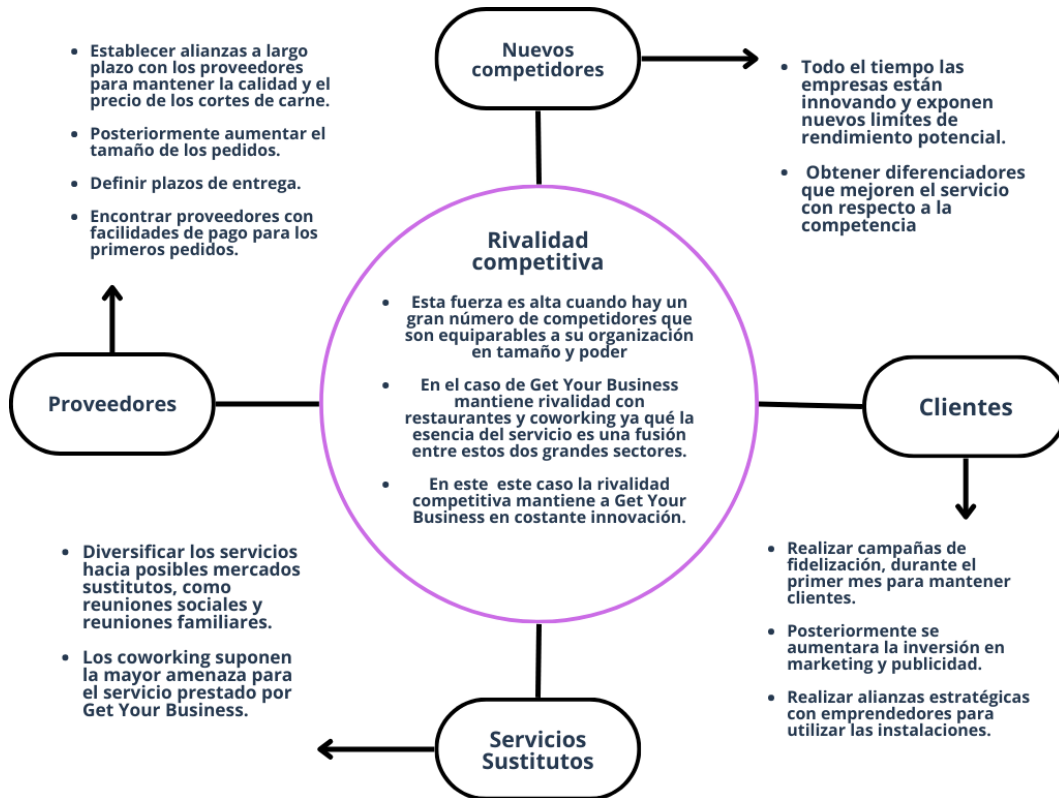 Nuevos
competidores
• Establecer alianzas a largo
plazo con los proveedores
para mantener la calidad y el
precio de los cortes de carne.
• Posteriormente aumentar el
tamaño de los pedidos.
• Definir plazos de entrega.
• Encontrar proveedores con
facilidades de pago para los
primeros pedidos.
• Todo el tiempo las
empresas están
innovando y exponen
nuevos limites de
rendimiento potencial.
• Obtener diferenciadores
que mejoren el servicio
con respecto a la
competencia
Rivalidad
competitiva
• Esta fuerza es alta cuando hay un
gran número de competidores que
son equiparables a su organización
en tamaño y poder
• En el caso de Get Your Business
mantiene rivalidad con
restaurantes y coworking ya qué la
esencia del servicio es una fusión
entre estos dos grandes sectores.
• En este este caso la rivalidad
competitiva mantiene a Get Your
Business en costante innovación.
Proveedores
Clientes
• Diversificar los servicios
hacia posibles mercados
sustitutos, como
reuniones sociales y
reuniones familiares.
• Los coworking suponen
la mayor amenaza para
el servicio prestado por
Get Your Business.
• Realizar campañas de
fidelización, durante el
primer mes para mantener
clientes.
• Posteriormente se
aumentara la inversión en
marketing y publicidad.
• Realizar alianzas estratégicas
con emprendedores para
utilizar las instalaciones.
Servicios
Sustitutos